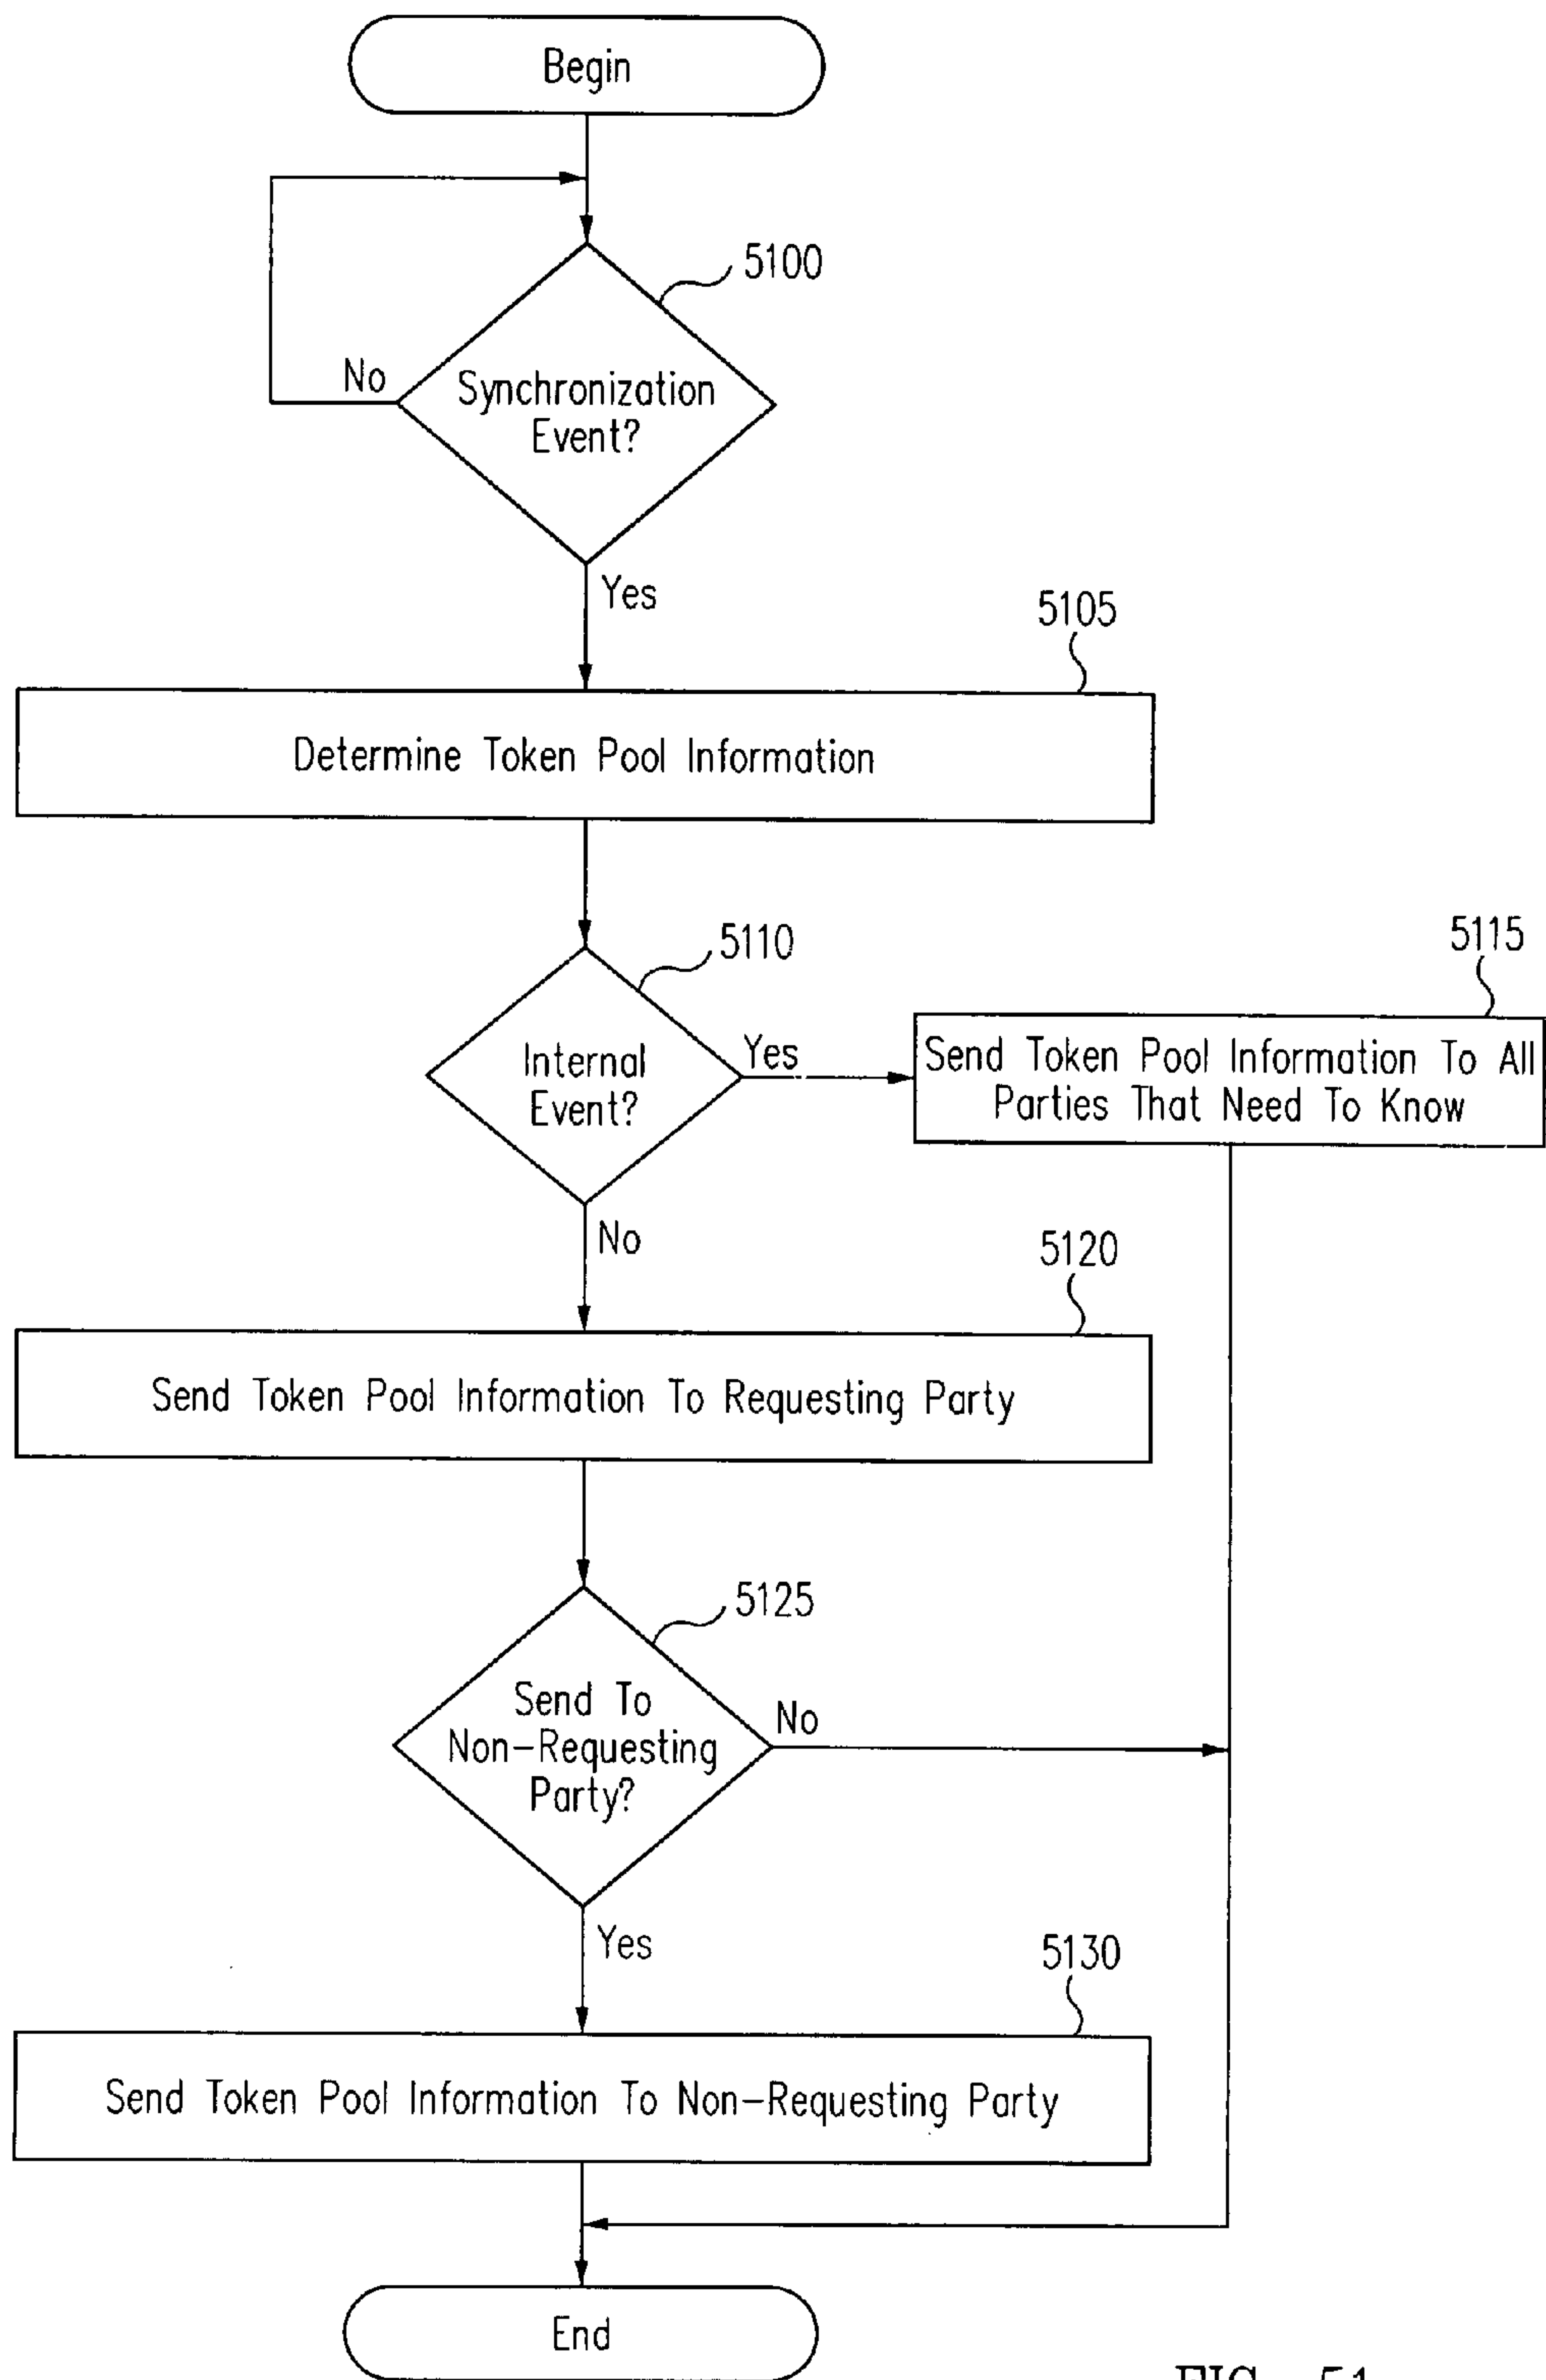 Begin
5100
No
Synchronization
Event?
Yes
5105
Determine Token Pool Information
5110
5115
Internal
Event?
Yes
Send Token Pool Information To All
Parties That Need To Know
No
5120
Send Token Pool Information To Requesting Party
5125
Send To
Non-Requesting
Party?
No
Yes
5130
Send Token Pool Information To Non-Requesting Party
End
FIG. 51